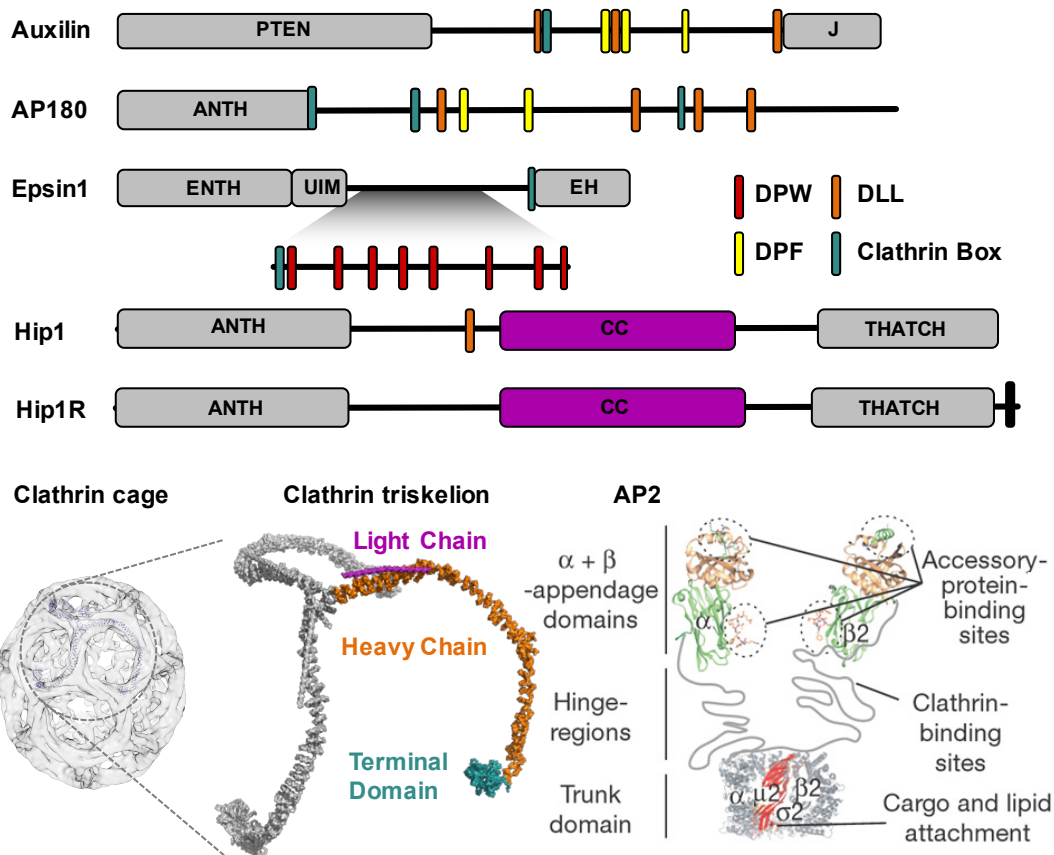 Auxilin
PTEN
J
AP180
ANTH
Epsin1
ENTH
UIM
EH
DPW
DLL
DPF
Clathrin Box
Hip1
ANTH
CC
THATCH
Hip1R
ANTH
CC
THATCH
Clathrin cage
Clathrin triskelion
AP2
Light Chain
Heavy Chain
Terminal
Domain
α + β
-appendage
domains
Hinge-
regions
Trunk
domain
α
β2
Accessory-
protein-
binding
sites
Clathrin-
binding
sites
α
μ2
β2
σ2
Cargo and lipid
attachment